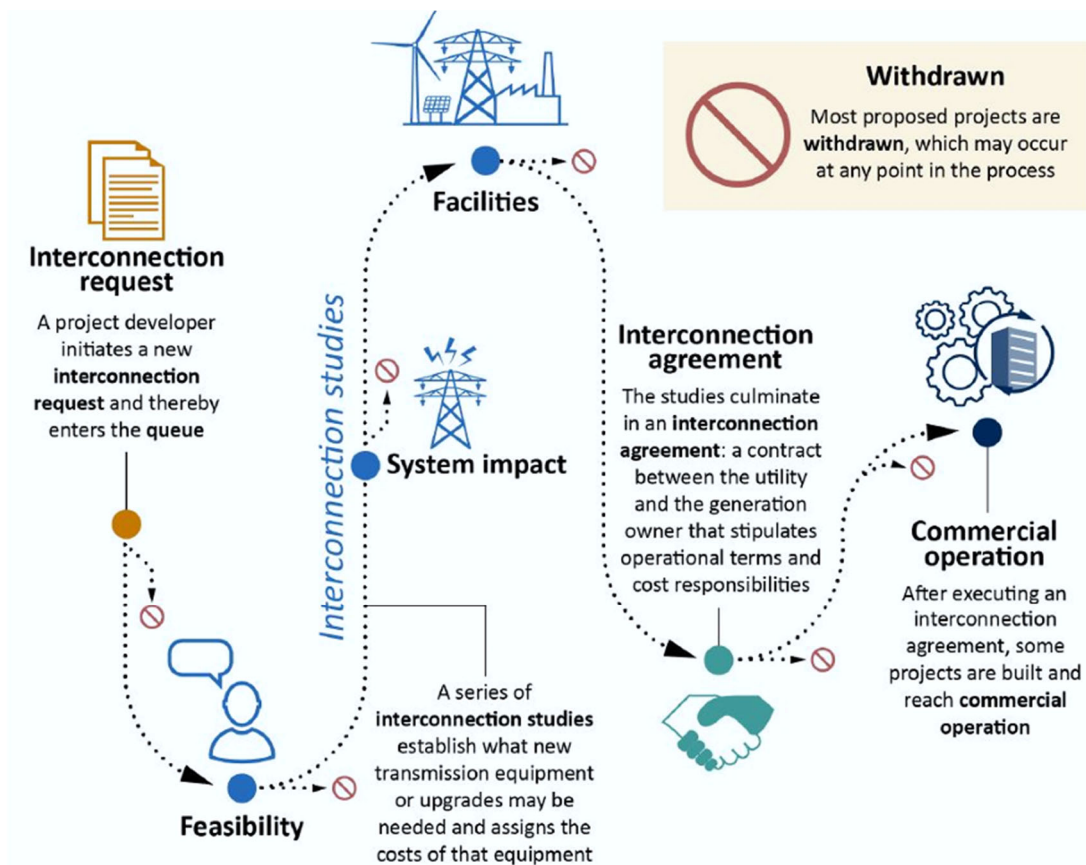 Interconnection
request
A project developer
initiates a new
interconnection
request and thereby
enters the queue
Feasibility
Interconnection studies
A series of
interconnection studies
establish what new
transmission equipment
or upgrades may be
needed and assigns the
costs of that equipment
System impact
Facilities
Interconnection
agreement
The studies culminate
in an interconnection
agreement: a contract
between the utility
and the generation
owner that stipulates
operational terms and
cost responsibilities
Commercial
operation
After executing an
interconnection
agreement, some
projects are built and
reach commercial
operation
Withdrawn
Most proposed projects are
withdrawn, which may occur
at any point in the process